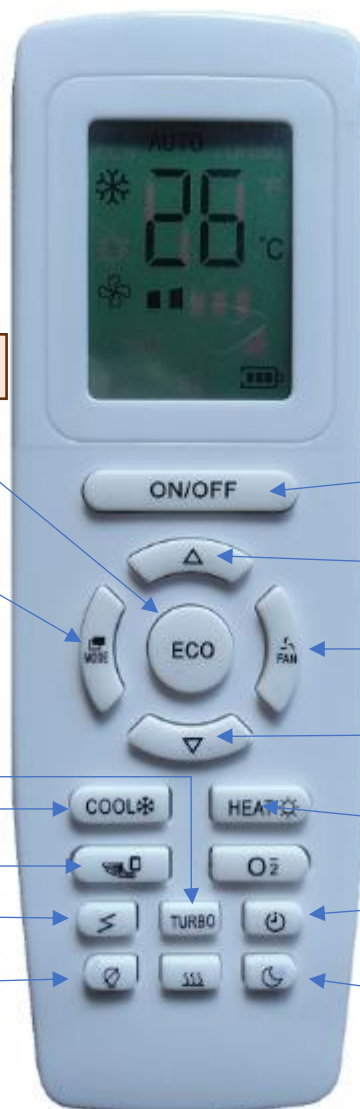 AUTO
26
°C
ON/OFF
MODE
ECO
FAN
COOL
HEAT
O2
TURBO